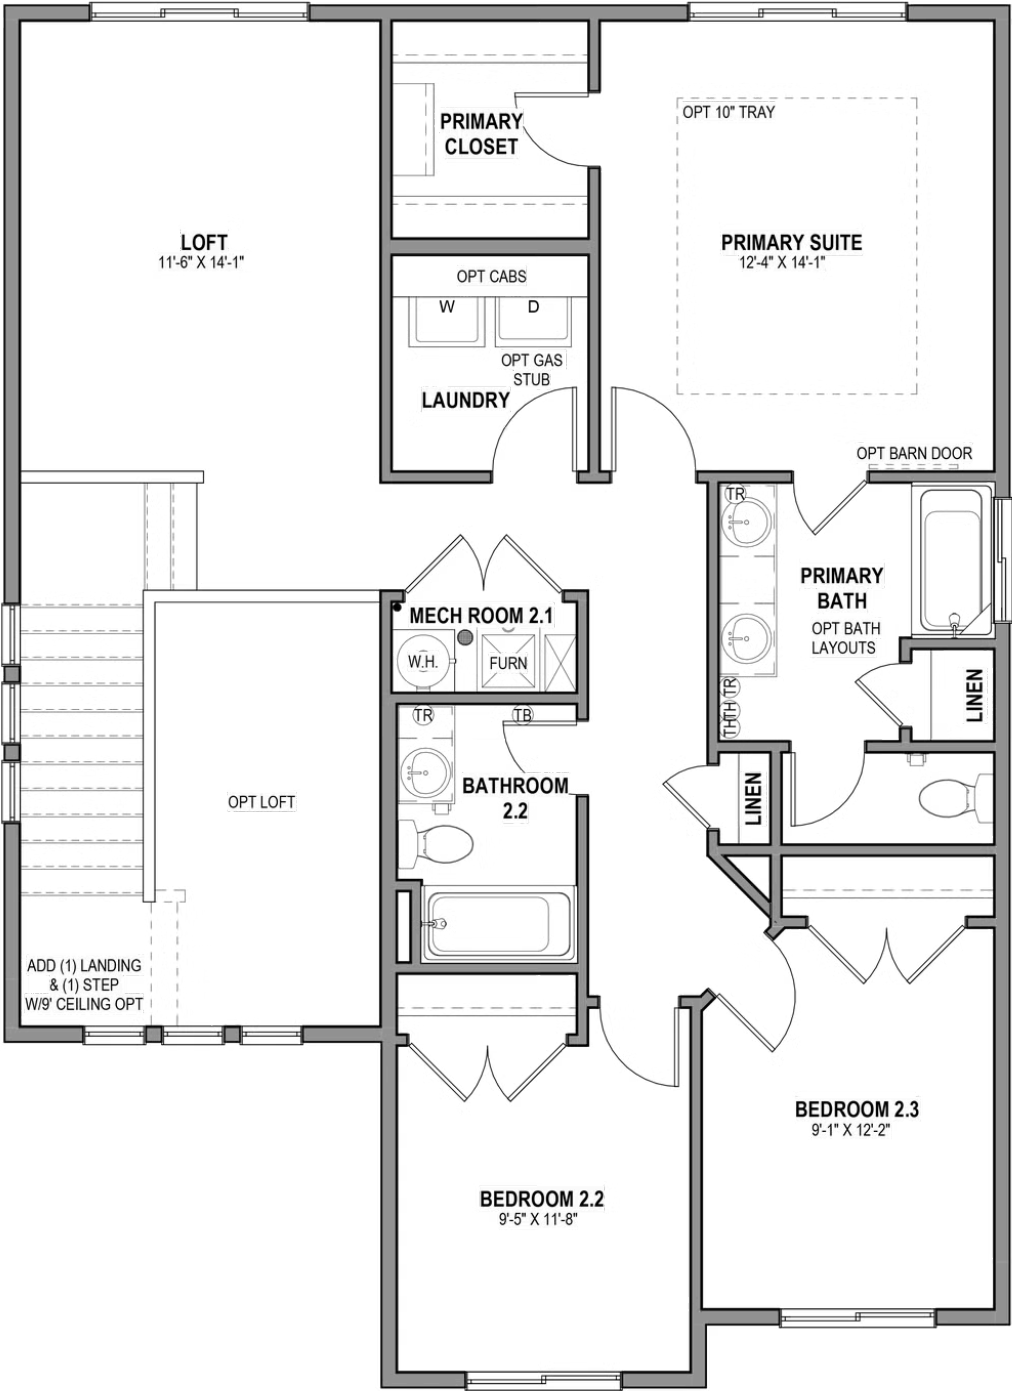 OPT 10" TRAY
PRIMARY
CLOSET
LOFT
11'-6" X 14'-1"
PRIMARY SUITE
12'-4" X 14'-1"
OPT CABS
W
D
OPT GAS
STUB
LAUNDRY
OPT BARN DOOR
TR
PRIMARY
BATH
OPT BATH
LAYOUTS
MECH ROOM 2.1
W.H.
FURN
LINEN
TR
TH
TH
TR
TB
BATHROOM
2.2
LINEN
OPT LOFT
ADD (1) LANDING
& (1) STEP
W/9' CEILING OPT
BEDROOM 2.3
9'-1" X 12'-2"
BEDROOM 2.2
9'-5" X 11'-8"